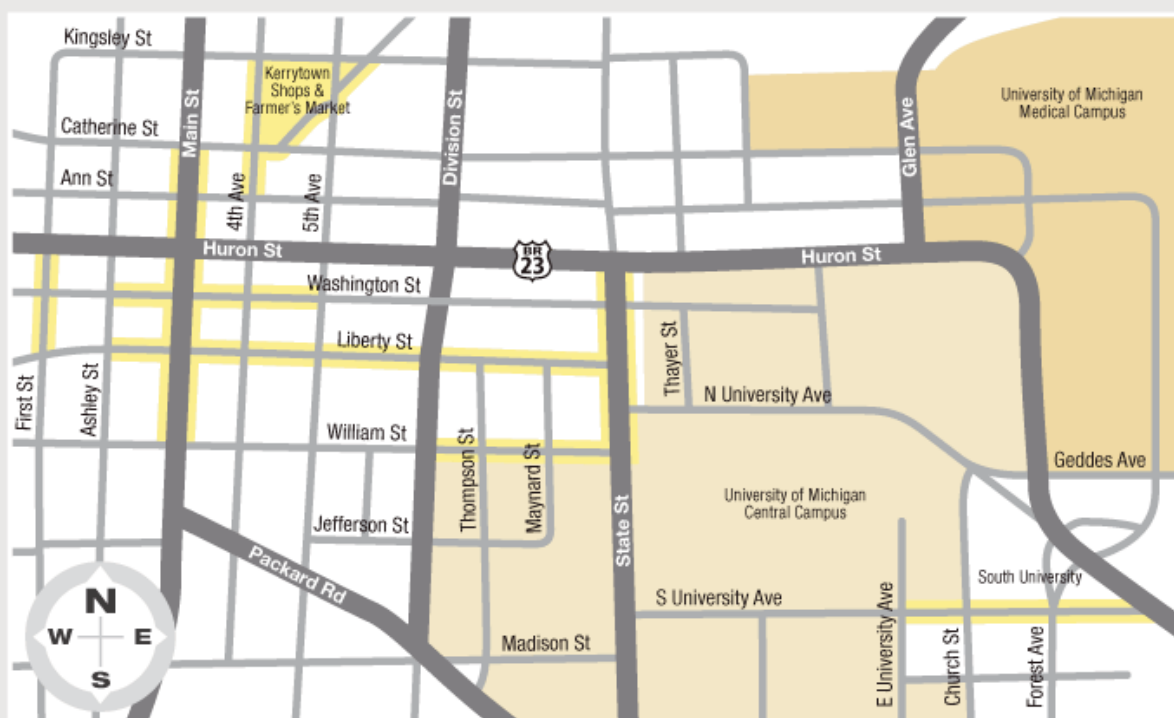 Kingsley St
Kerrytown
Shops &
Farmer's Market
Main St
Division St
Glen Ave
University of Michigan
Medical Campus
Catherine St
Ann St
4th Ave
5th Ave
Huron St
BR
23
Huron St
Washington St
Liberty St
Thayer St
First St
Ashley St
N University Ave
William St
Thompson St
Maynard St
Geddes Ave
University of Michigan
Central Campus
Jefferson St
State St
Packard Rd
South University
S University Ave
E University Ave
Church St
Forest Ave
Madison St
N
W E
S